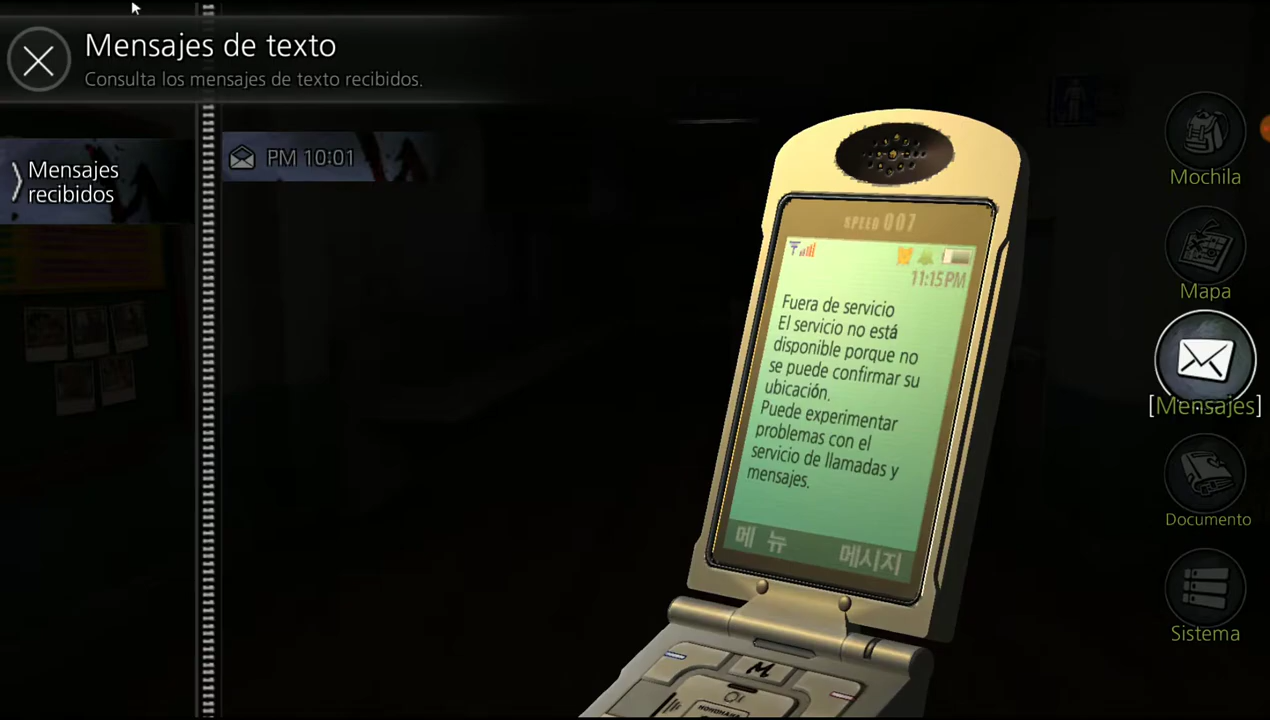 Mensajes de texto
Consulta los mensajes de texto recibidos.
Mensajes
recibidos
PM 10:01
SPEED 007
11:15PM
Fuera de servicio
El servicio no está
disponible porque no
se puede confirmar su
ubicación.
Puede experimentar
problemas con el
servicio de llamadas y
mensajes.
메 뉴 메시지
Mochila
Mapa
[Mensajes]
Documento
Sistema